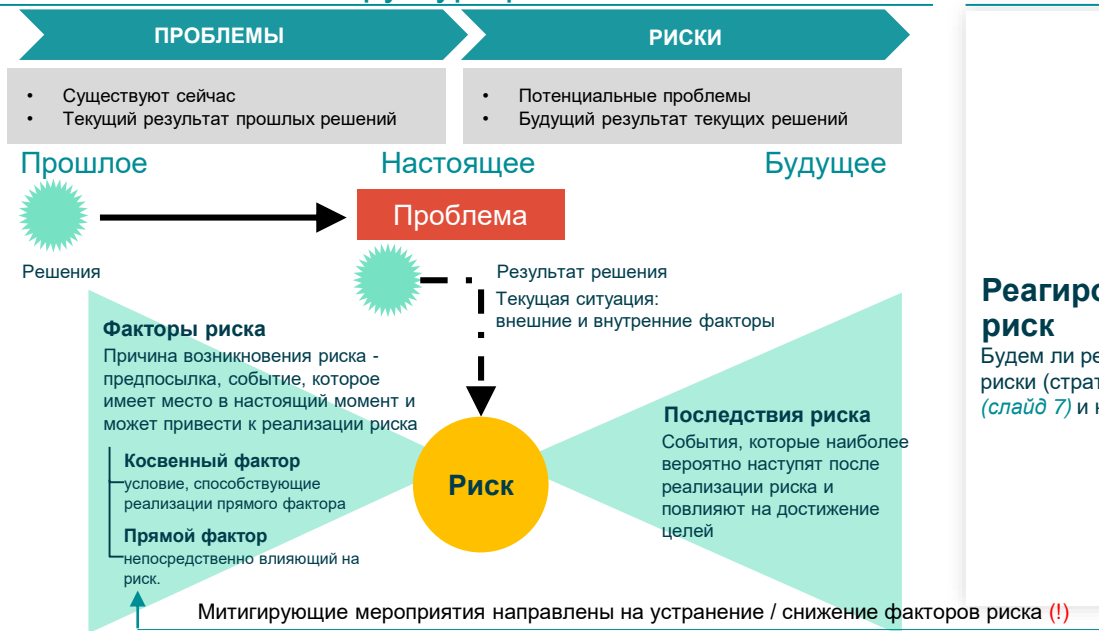 ПРОБЛЕМЫ
РИСКИ
• Существуют сейчас
• Текущий результат прошлых решений
• Потенциальные проблемы
• Будущий результат текущих решений
Прошлое
Настоящее
Будущее
Проблема
Решения
Результат решения
Текущая ситуация:
внешние и внутренние факторы
Факторы риска
Причина возникновения риска -
предпосылка, событие, которое
имеет место в настоящий момент и
может привести к реализации риска
Косвенный фактор
условие, способствующие
реализации прямого фактора
Прямой фактор
непосредственно влияющий на
риск.
Риск
Последствия риска
События, которые наиболее
вероятно наступят после
реализации риска и
повлияют на достижение
целей
Митигирующие мероприятия направлены на устранение / снижение факторов риска (!)
риск
Будем ли
риски
(слайд 7) и